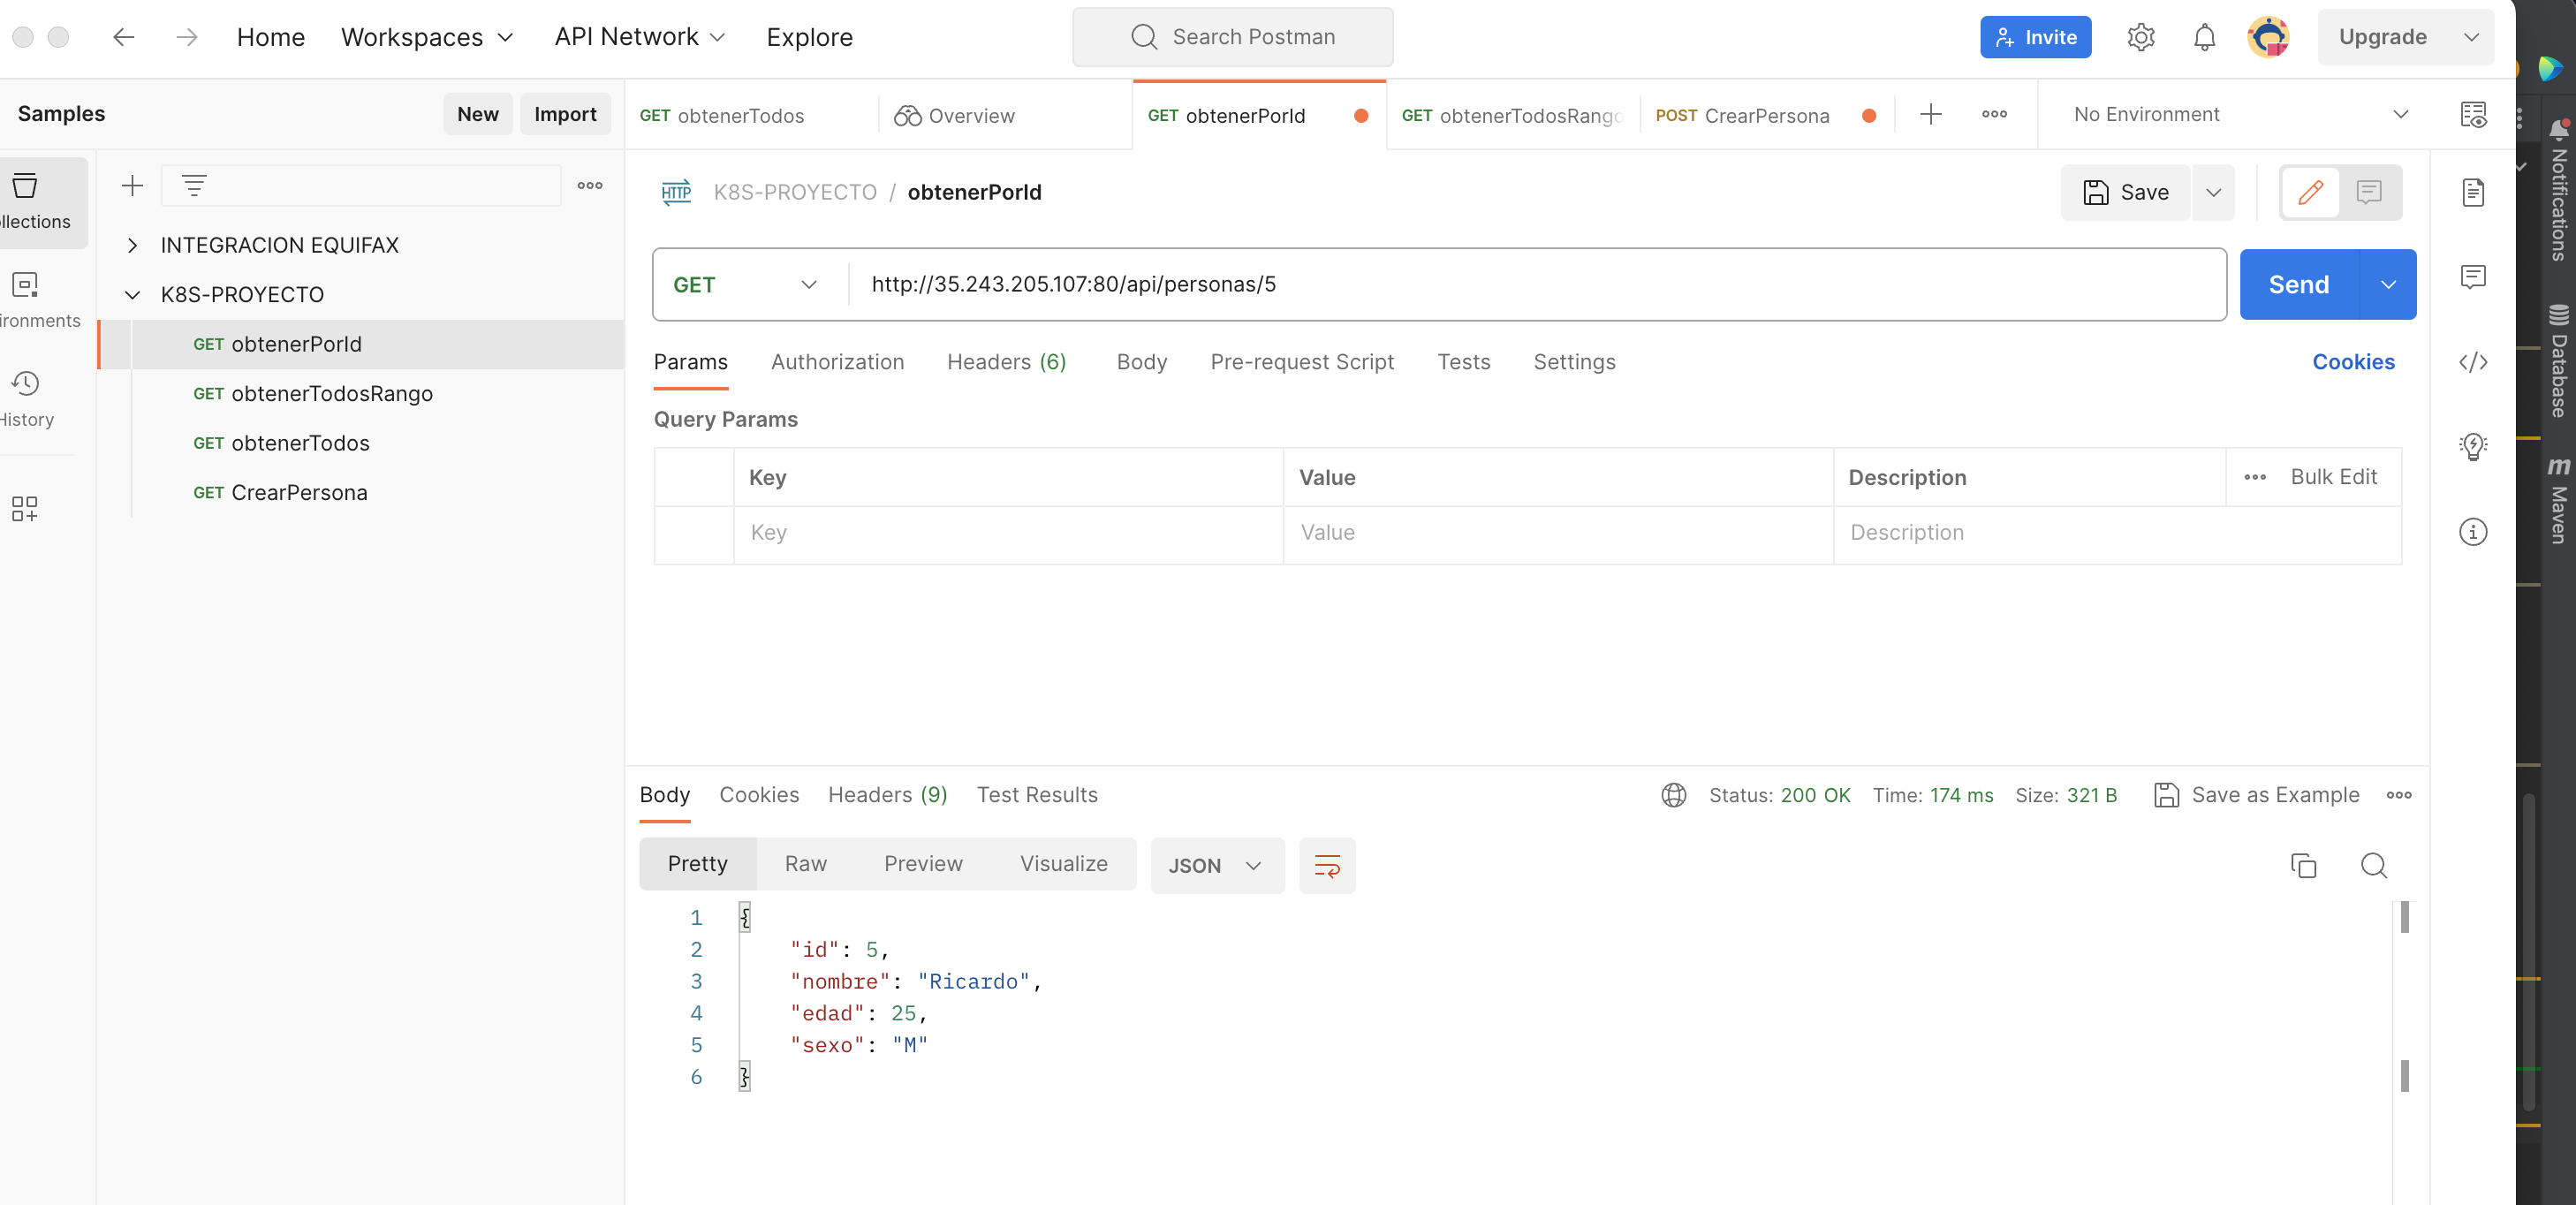 Home Workspaces API Network Explore Search Postman Invite Upgrade
Samples New Import
GET obtenerTodos Overview GET obtenerPorId GET obtenerTodosRango POST CrearPersona No Environment
llections
ironments
History
INTEGRACION EQUIFAX
K8S-PROYECTO
GET obtenerPorId
GET obtenerTodosRango
GET obtenerTodos
GET CrearPersona
HTTP K8S-PROYECTO / obtenerPorId Save
GET http://35.243.205.107:80/api/personas/5 Send
Params Authorization Headers (6) Body Pre-request Script Tests Settings Cookies
Query Params
Key Value Description Bulk Edit
Key Value Description
Body Cookies Headers (9) Test Results Status: 200 OK Time: 174 ms Size: 321 B Save as Example
Pretty Raw Preview Visualize JSON
1 {
2 "id": 5,
3 "nombre": "Ricardo",
4 "edad": 25,
5 "sexo": "M"
6 }
Notifications
Database
m Maven